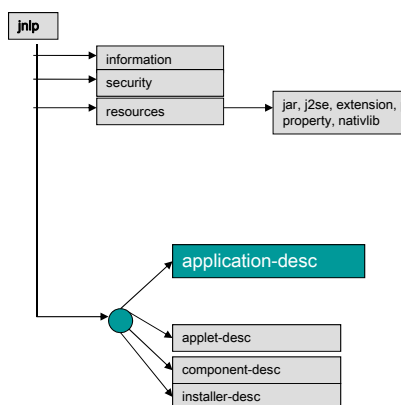 jnlp
information
security
resources
jar, j2se, extension,
property, nativlib
application-desc
applet-desc
component-desc
installer-desc